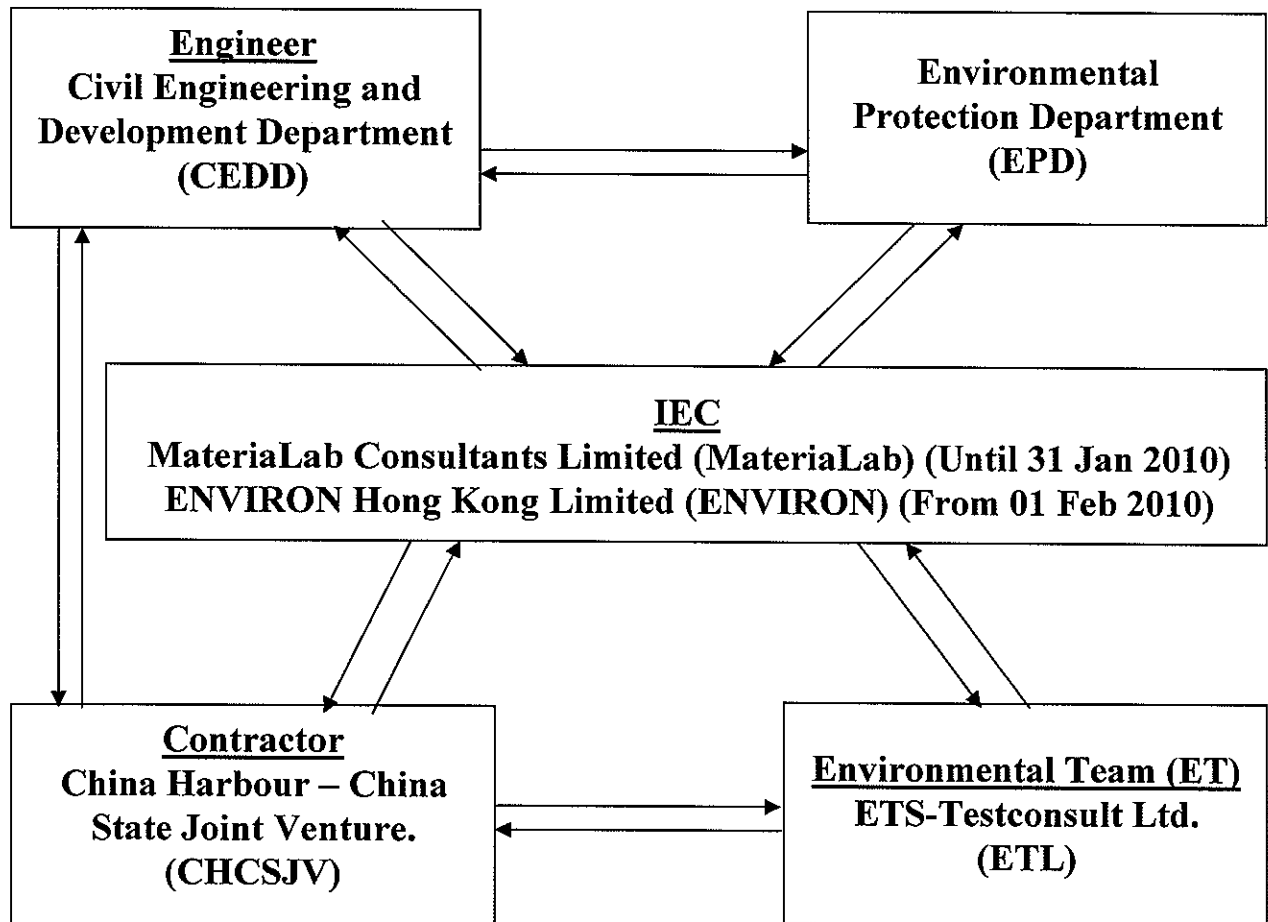 Engineer
Civil Engineering and
Development Department
(CEDD)
Environmental
Protection Department
(EPD)
IEC
MateriaLab Consultants Limited (MateriaLab) (Until 31 Jan 2010)
ENVIRON Hong Kong Limited (ENVIRON) (From 01 Feb 2010)
Contractor
China Harbour – China
State Joint Venture.
(CHCSJV)
Environmental Team (ET)
ETS-Testconsult Ltd.
(ETL)